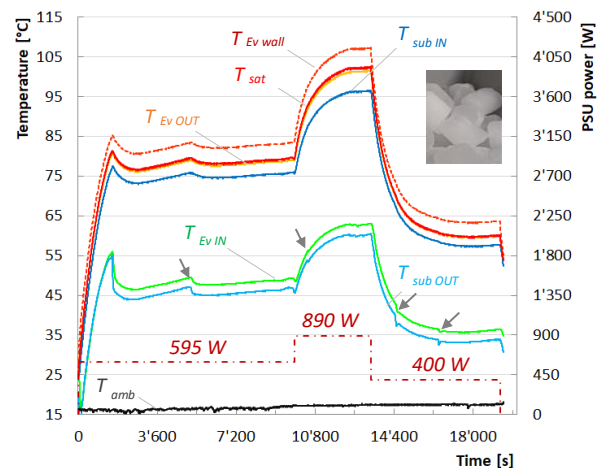 Temperature [°C]
115
105
95
85
75
65
55
45
35
25
15
4'500
4'050
3'600
3'150
2'700
2'250
1'800
1'350
900
450
0
PSU power [W]
T Ev wall
T sub IN
T sat
T Ev OUT
T Ev IN
T sub OUT
890 W
595 W
400 W
T amb
0 3'600 7'200 10'800 14'400 18'000
Time [s]